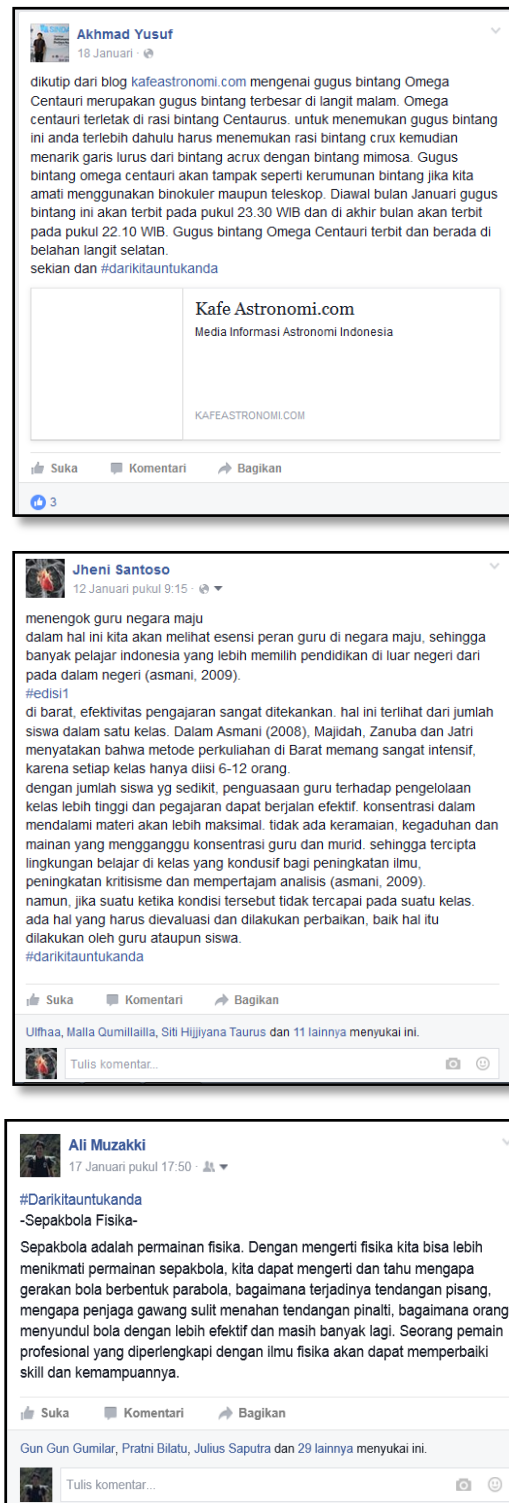 Akhmad Yusuf
18 Januari ·
dikutip dari blog kafeastronomi.com mengenai gugus bintang Omega
Centauri merupakan gugus bintang terbesar di langit malam. Omega
centauri terletak di rasi bintang Centaurus. untuk menemukan gugus bintang
ini anda terlebih dahulu harus menemukan rasi bintang crux kemudian
menarik garis lurus dari bintang acrux dengan bintang mimosa. Gugus
bintang omega centauri akan tampak seperti kerumunan bintang jika kita
amati menggunakan binokuler maupun teleskop. Diawal bulan Januari gugus
bintang ini akan terbit pada pukul 23.30 WIB dan di akhir bulan akan terbit
pada pukul 22.10 WIB. Gugus bintang Omega Centauri terbit dan berada di
belahan langit selatan.
sekian dan #darikitauntukanda
Kafe Astronomi.com
Media Informasi Astronomi Indonesia
KAFEASTRONOMI.COM
Suka Komentari Bagikan
3
Jheni Santoso
12 Januari pukul 9:15 ·
menengok guru negara maju
dalam hal ini kita akan melihat esensi peran guru di negara maju, sehingga
banyak pelajar indonesia yang lebih memilih pendidikan di luar negeri dari
pada dalam negeri (asmani, 2009).
#edisi1
di barat, efektivitas pengajaran sangat ditekankan. hal ini terlihat dari jumlah
siswa dalam satu kelas. Dalam Asmani (2008), Majidah, Zanuba dan Jatri
menyatakan bahwa metode perkuliahan di Barat memang sangat intensif,
karena setiap kelas hanya diisi 6-12 orang.
dengan jumlah siswa yg sedikit, penguasaan guru terhadap pengelolaan
kelas lebih tinggi dan pegajaran dapat berjalan efektif. konsentrasi dalam
mendalami materi akan lebih maksimal. tidak ada keramaian, kegaduhan dan
mainan yang mengganggu konsentrasi guru dan murid. sehingga tercipta
lingkungan belajar di kelas yang kondusif bagi peningkatan ilmu,
peningkatan kritisisme dan mempertajam analisis (asmani, 2009).
namun, jika suatu ketika kondisi tersebut tidak tercapai pada suatu kelas.
ada hal yang harus dievaluasi dan dilakukan perbaikan, baik hal itu
dilakukan oleh guru ataupun siswa.
#darikitauntukanda
Suka Komentari Bagikan
Ulfhaa, Malla Qumillailla, Siti Hijjiyana Taurus dan 11 lainnya menyukai ini.
Tulis komentar...
Ali Muzakki
17 Januari pukul 17:50 ·
#Darikitauntukanda
-Sepakbola Fisika-
Sepakbola adalah permainan fisika. Dengan mengerti fisika kita bisa lebih
menikmati permainan sepakbola, kita dapat mengerti dan tahu mengapa
gerakan bola berbentuk parabola, bagaimana terjadinya tendangan pisang,
mengapa penjaga gawang sulit menahan tendangan pinalti, bagaimana orang
menyundul bola dengan lebih efektif dan masih banyak lagi. Seorang pemain
profesional yang diperlengkapi dengan ilmu fisika akan dapat memperbaiki
skill dan kemampuannya.
Suka Komentari Bagikan
Gun Gun Gumilar, Pratni Bilatu, Julius Saputra dan 29 lainnya menyukai ini.
Tulis komentar...